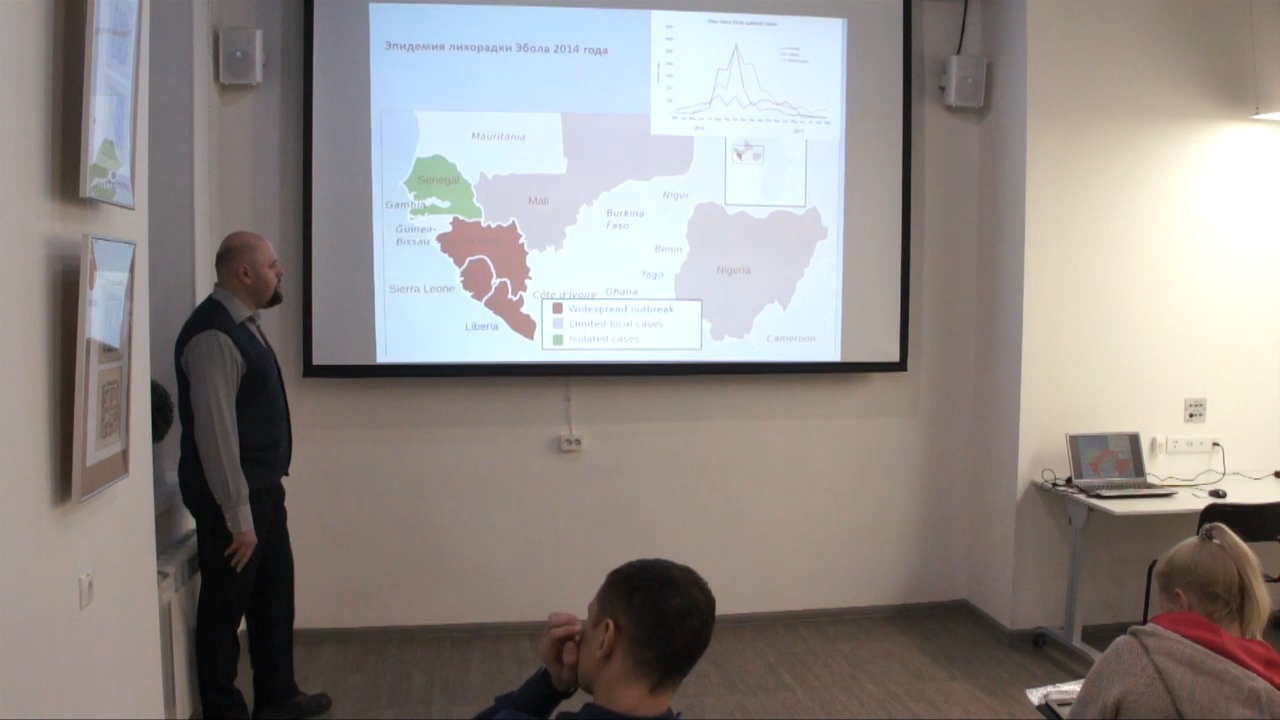 Эпидемия лихорадки Эбола 2014 года
Mauritania
Senegal
Gambia
Mali
Niger
Guinea-
Bissau
Burkina
Faso
Benin
Nigeria
Togo
Sierra Leone
Côte d'Ivoire
Ghana
Liberia
Widespread outbreak
Limited local cases
Isolated cases
Cameroon